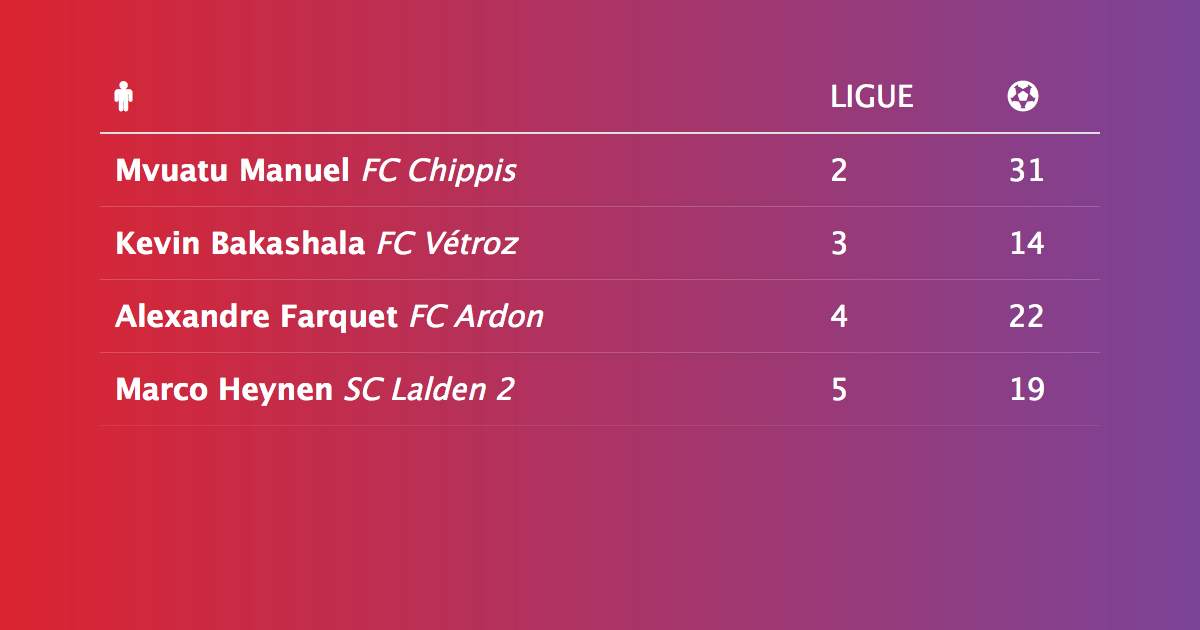 LIGUE
Mvuatu Manuel FC Chippis 2 31
Kevin Bakashala FC Vétroz 3 14
Alexandre Farquet FC Ardon 4 22
Marco Heynen SC Lalden 2 5 19